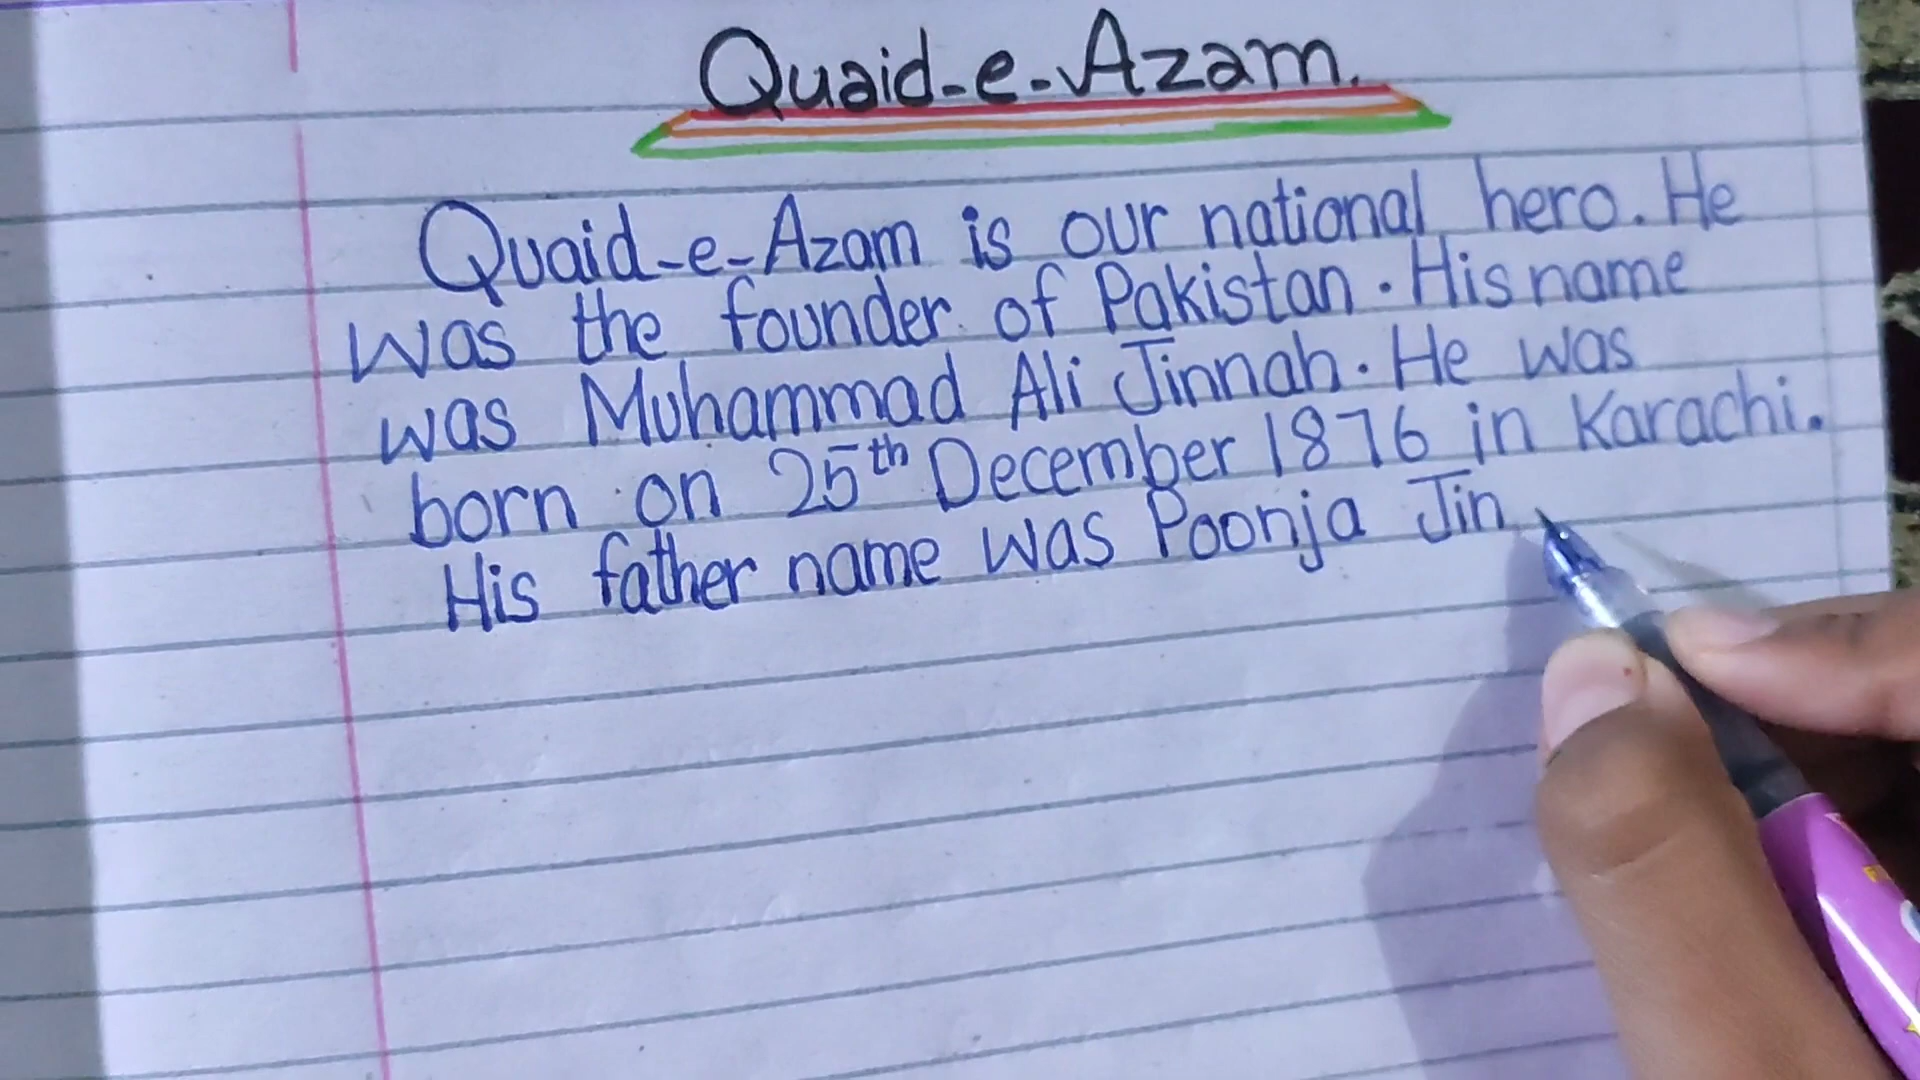 Quaid-e-Azam.
Quaid-e-Azam is our national hero. He
was the founder of Pakistan. His name
was Muhammad Ali Jinnah. He was
born on 25th December 1876 in Karachi.
His father name was Poonja Jin